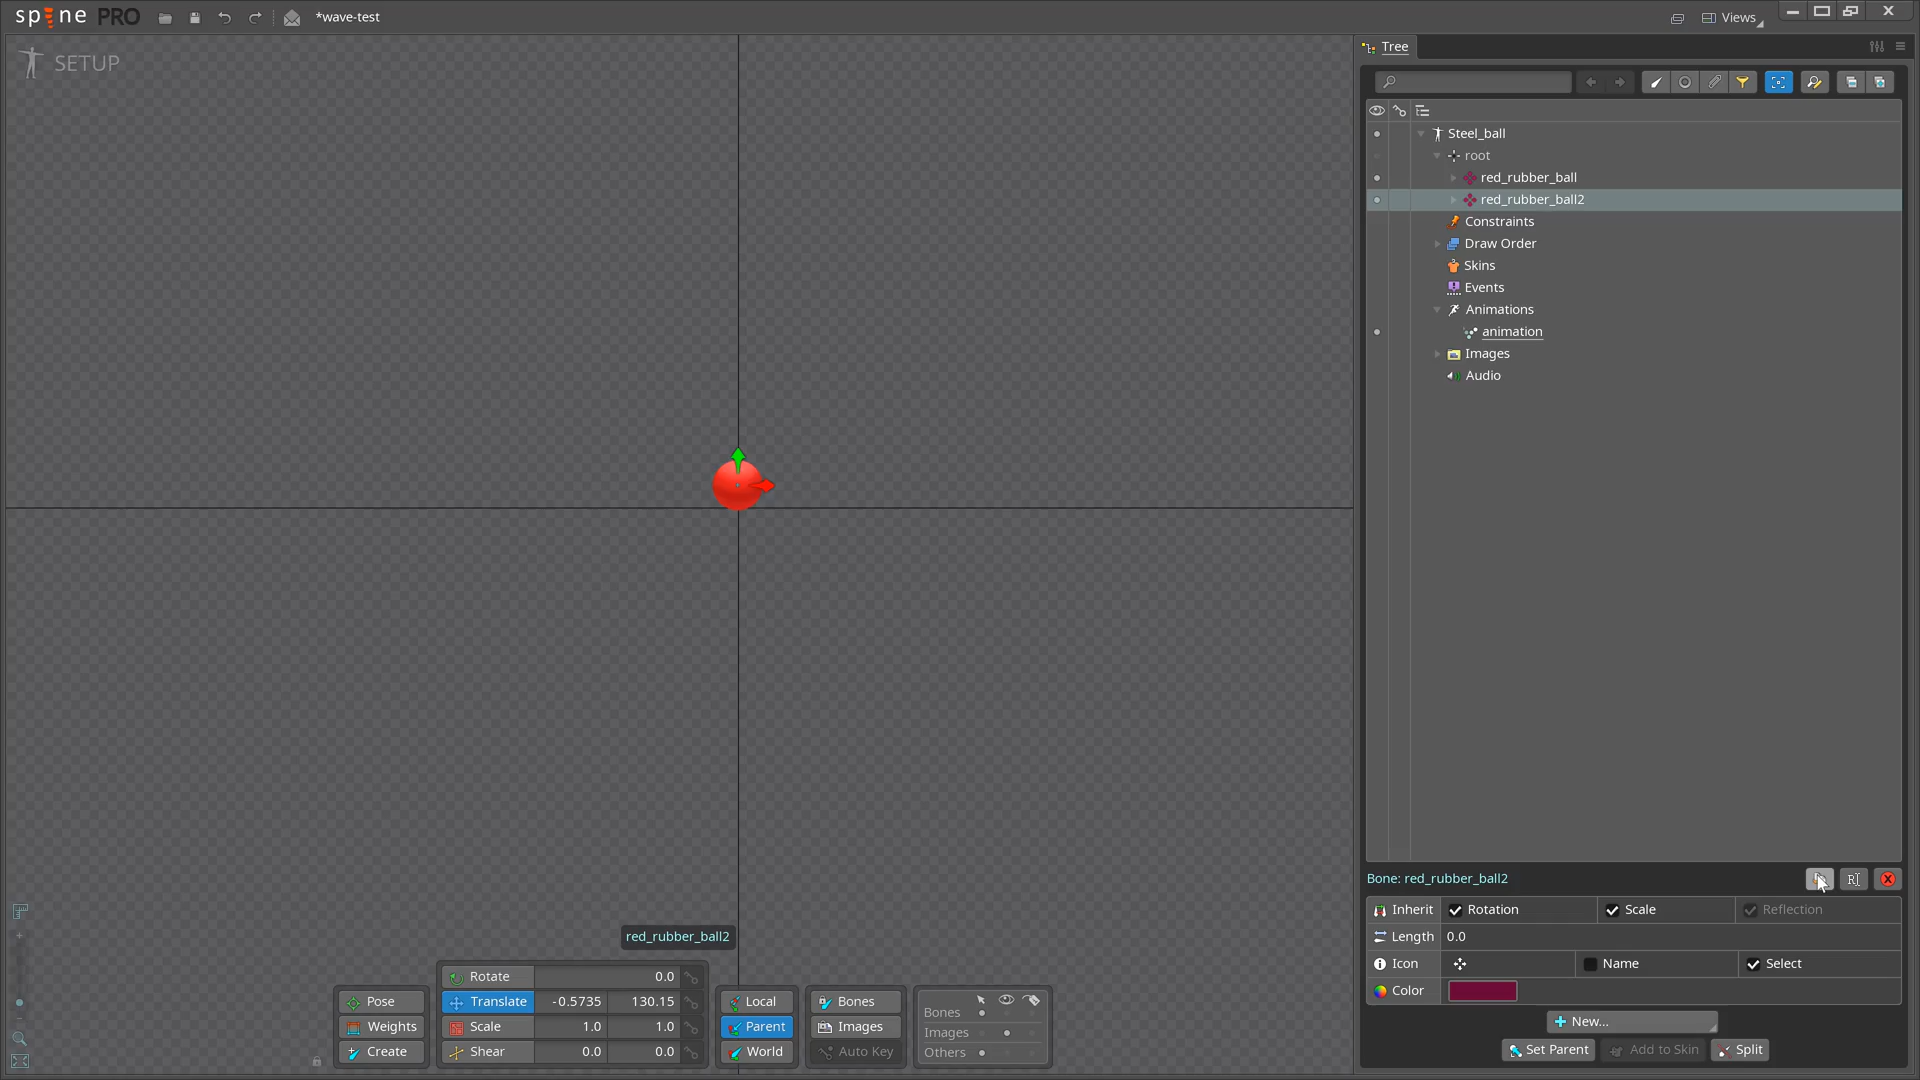 spine PRO
*wave-test
Views
SETUP
Tree
Steel_ball
root
red_rubber_ball
red_rubber_ball2
Constraints
Draw Order
Skins
Events
Animations
animation
Images
Audio
Bone: red_rubber_ball2
Inherit Rotation Scale Reflection
Length 0.0
Icon Name Select
Color
New...
Set Parent Add to Skin Split
red_rubber_ball2
Rotate 0.0
Pose Translate -0.5735 130.15 Local Bones
Weights Scale 1.0 1.0 Parent Images
Create Shear 0.0 0.0 World Auto Key
Bones
Images
Others